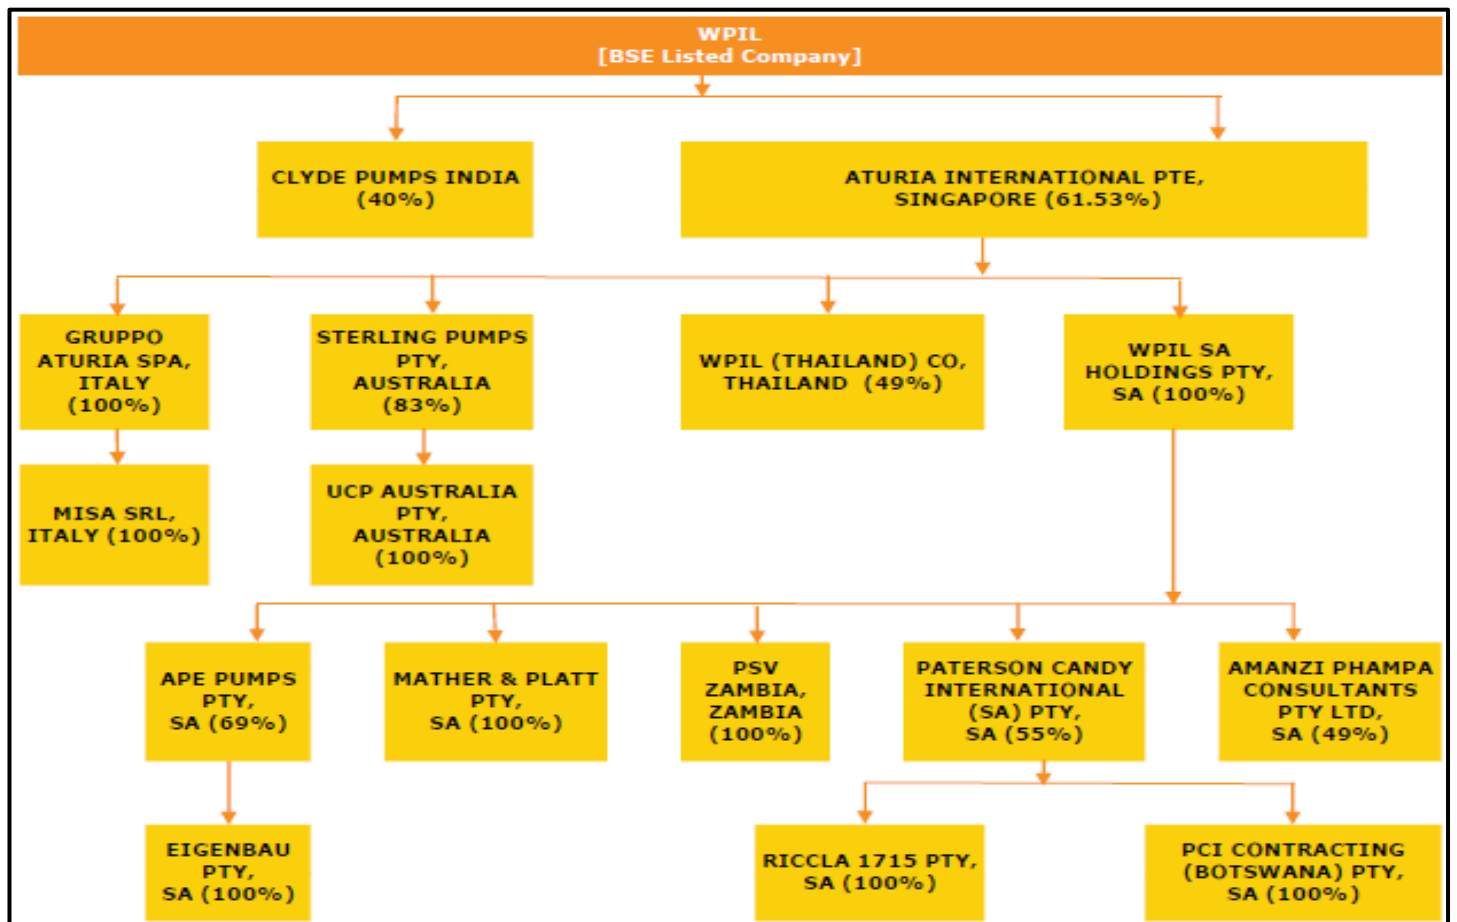 WPIL
[BSE Listed Company]
CLYDE PUMPS INDIA
(40%)
ATURIA INTERNATIONAL PTE,
SINGAPORE (61.53%)
GRUPPO
ATURIA SPA,
ITALY
(100%)
STERLING PUMPS
PTY,
AUSTRALIA
(83%)
WPIL (THAILAND) CO,
THAILAND (49%)
WPIL SA
HOLDINGS PTY,
SA (100%)
MISA SRL,
ITALY (100%)
UCP AUSTRALIA
PTY,
AUSTRALIA
(100%)
APE PUMPS
PTY,
SA (69%)
MATHER & PLATT
PTY,
SA (100%)
PSV
ZAMBIA,
ZAMBIA
(100%)
PATERSON CANDY
INTERNATIONAL
(SA) PTY,
SA (55%)
AMANZI PHAMPA
CONSULTANTS
PTY LTD,
SA (49%)
EIGENBAU
PTY,
SA (100%)
RICCLA 1715 PTY,
SA (100%)
PCI CONTRACTING
(BOTSWANA) PTY,
SA (100%)